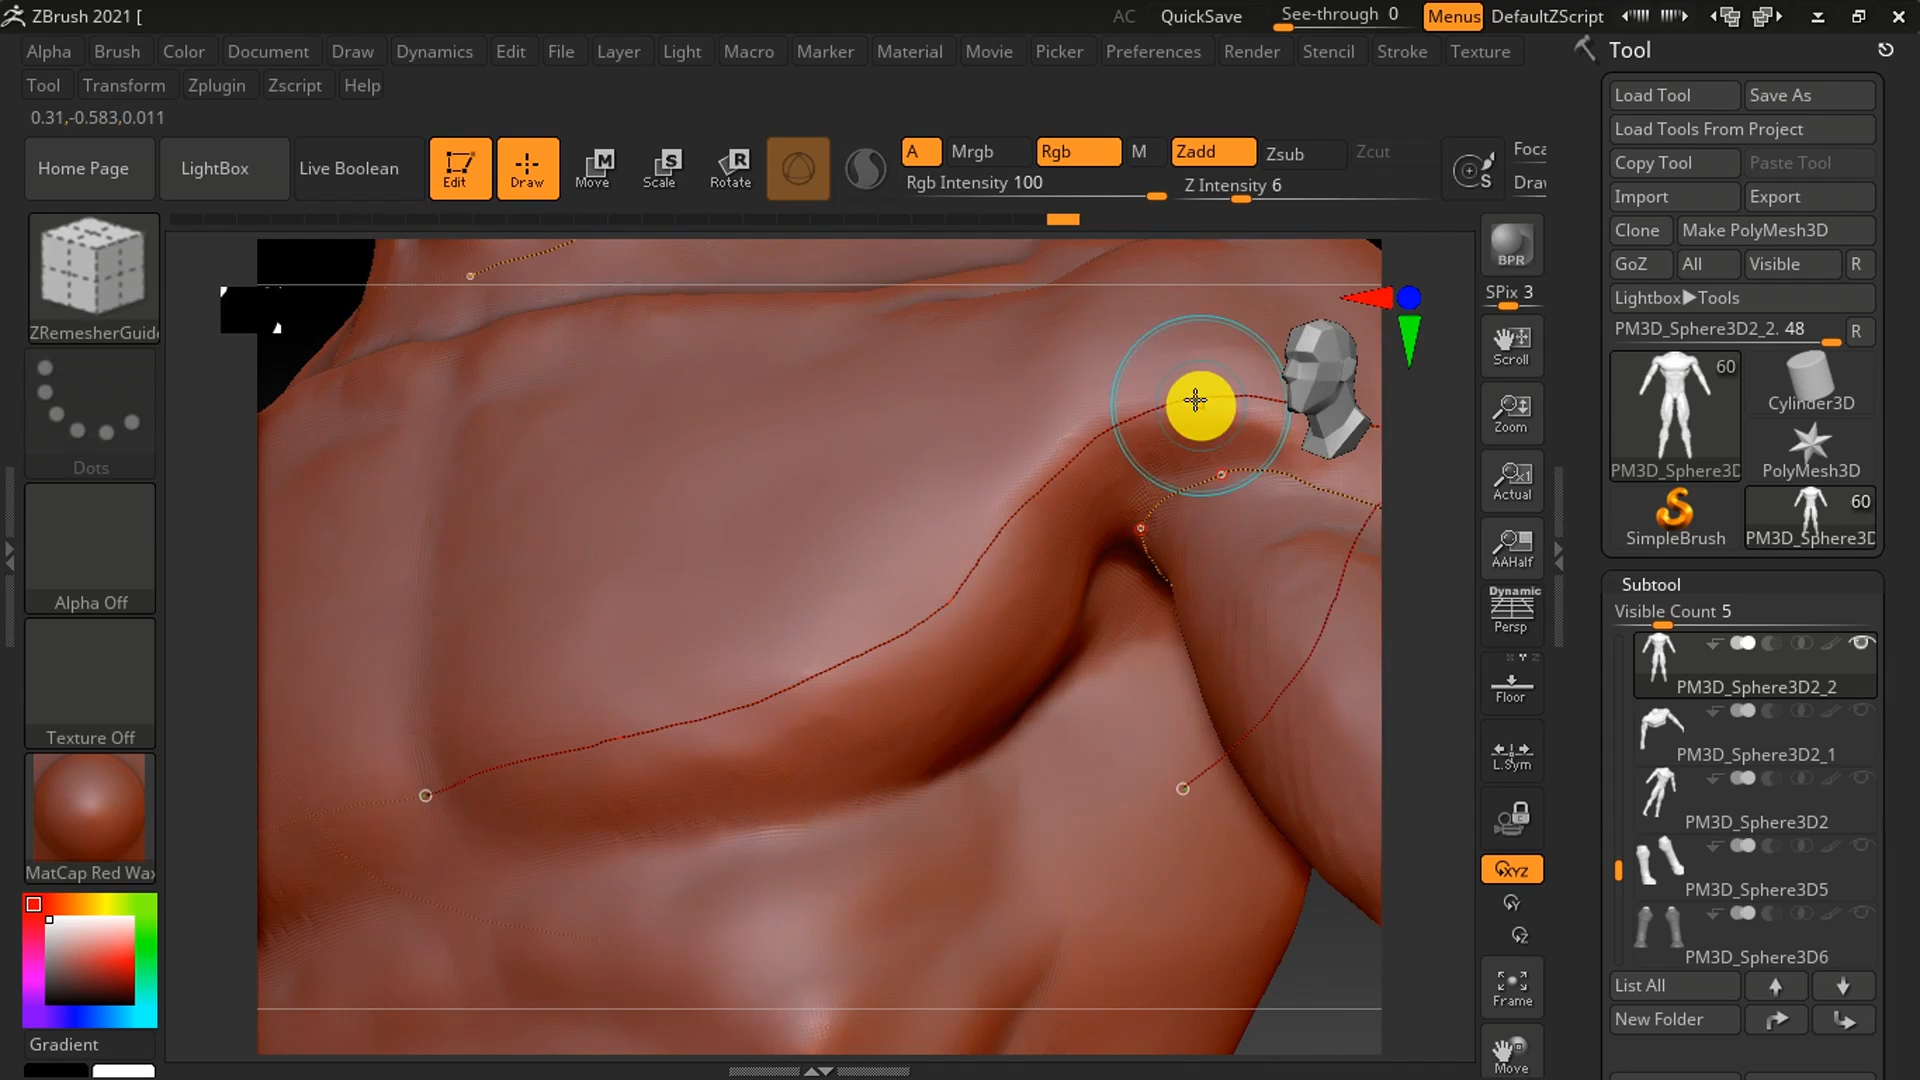 ZBrush 2021 [
AC
QuickSave
See-through 0
Menus
DefaultZScript
Alpha
Brush
Color
Document
Draw
Dynamics
Edit
File
Layer
Light
Macro
Marker
Material
Movie
Picker
Preferences
Render
Stencil
Stroke
Texture
Tool
Transform
Zplugin
Zscript
Help
0.31,-0.583,0.011
Home Page
LightBox
Live Boolean
Edit
Draw
M
Move
S
Scale
R
Rotate
A
Mrgb
Rgb
M
Rgb Intensity 100
Zadd
Zsub
Zcut
Z Intensity 6
S
Foca
Draw
ZRemesherGuide
Dots
Alpha Off
Texture Off
MatCap Red Wax
Gradient
BPR
SPix 3
Scroll
Zoom
Actual
AAHalf
Dynamic
Persp
Floor
L.Sym
XYZ
Y
Z
Frame
Move
Tool
Load Tool
Save As
Load Tools From Project
Copy Tool
Paste Tool
Import
Export
Clone
Make PolyMesh3D
GoZ
All
Visible
R
Lightbox▶Tools
PM3D_Sphere3D2_2. 48
R
60
PM3D_Sphere3D
Cylinder3D
PolyMesh3D
SimpleBrush
60
PM3D_Sphere3D
Subtool
Visible Count 5
PM3D_Sphere3D2_2
PM3D_Sphere3D2_1
PM3D_Sphere3D2
PM3D_Sphere3D5
PM3D_Sphere3D6
List All
New Folder